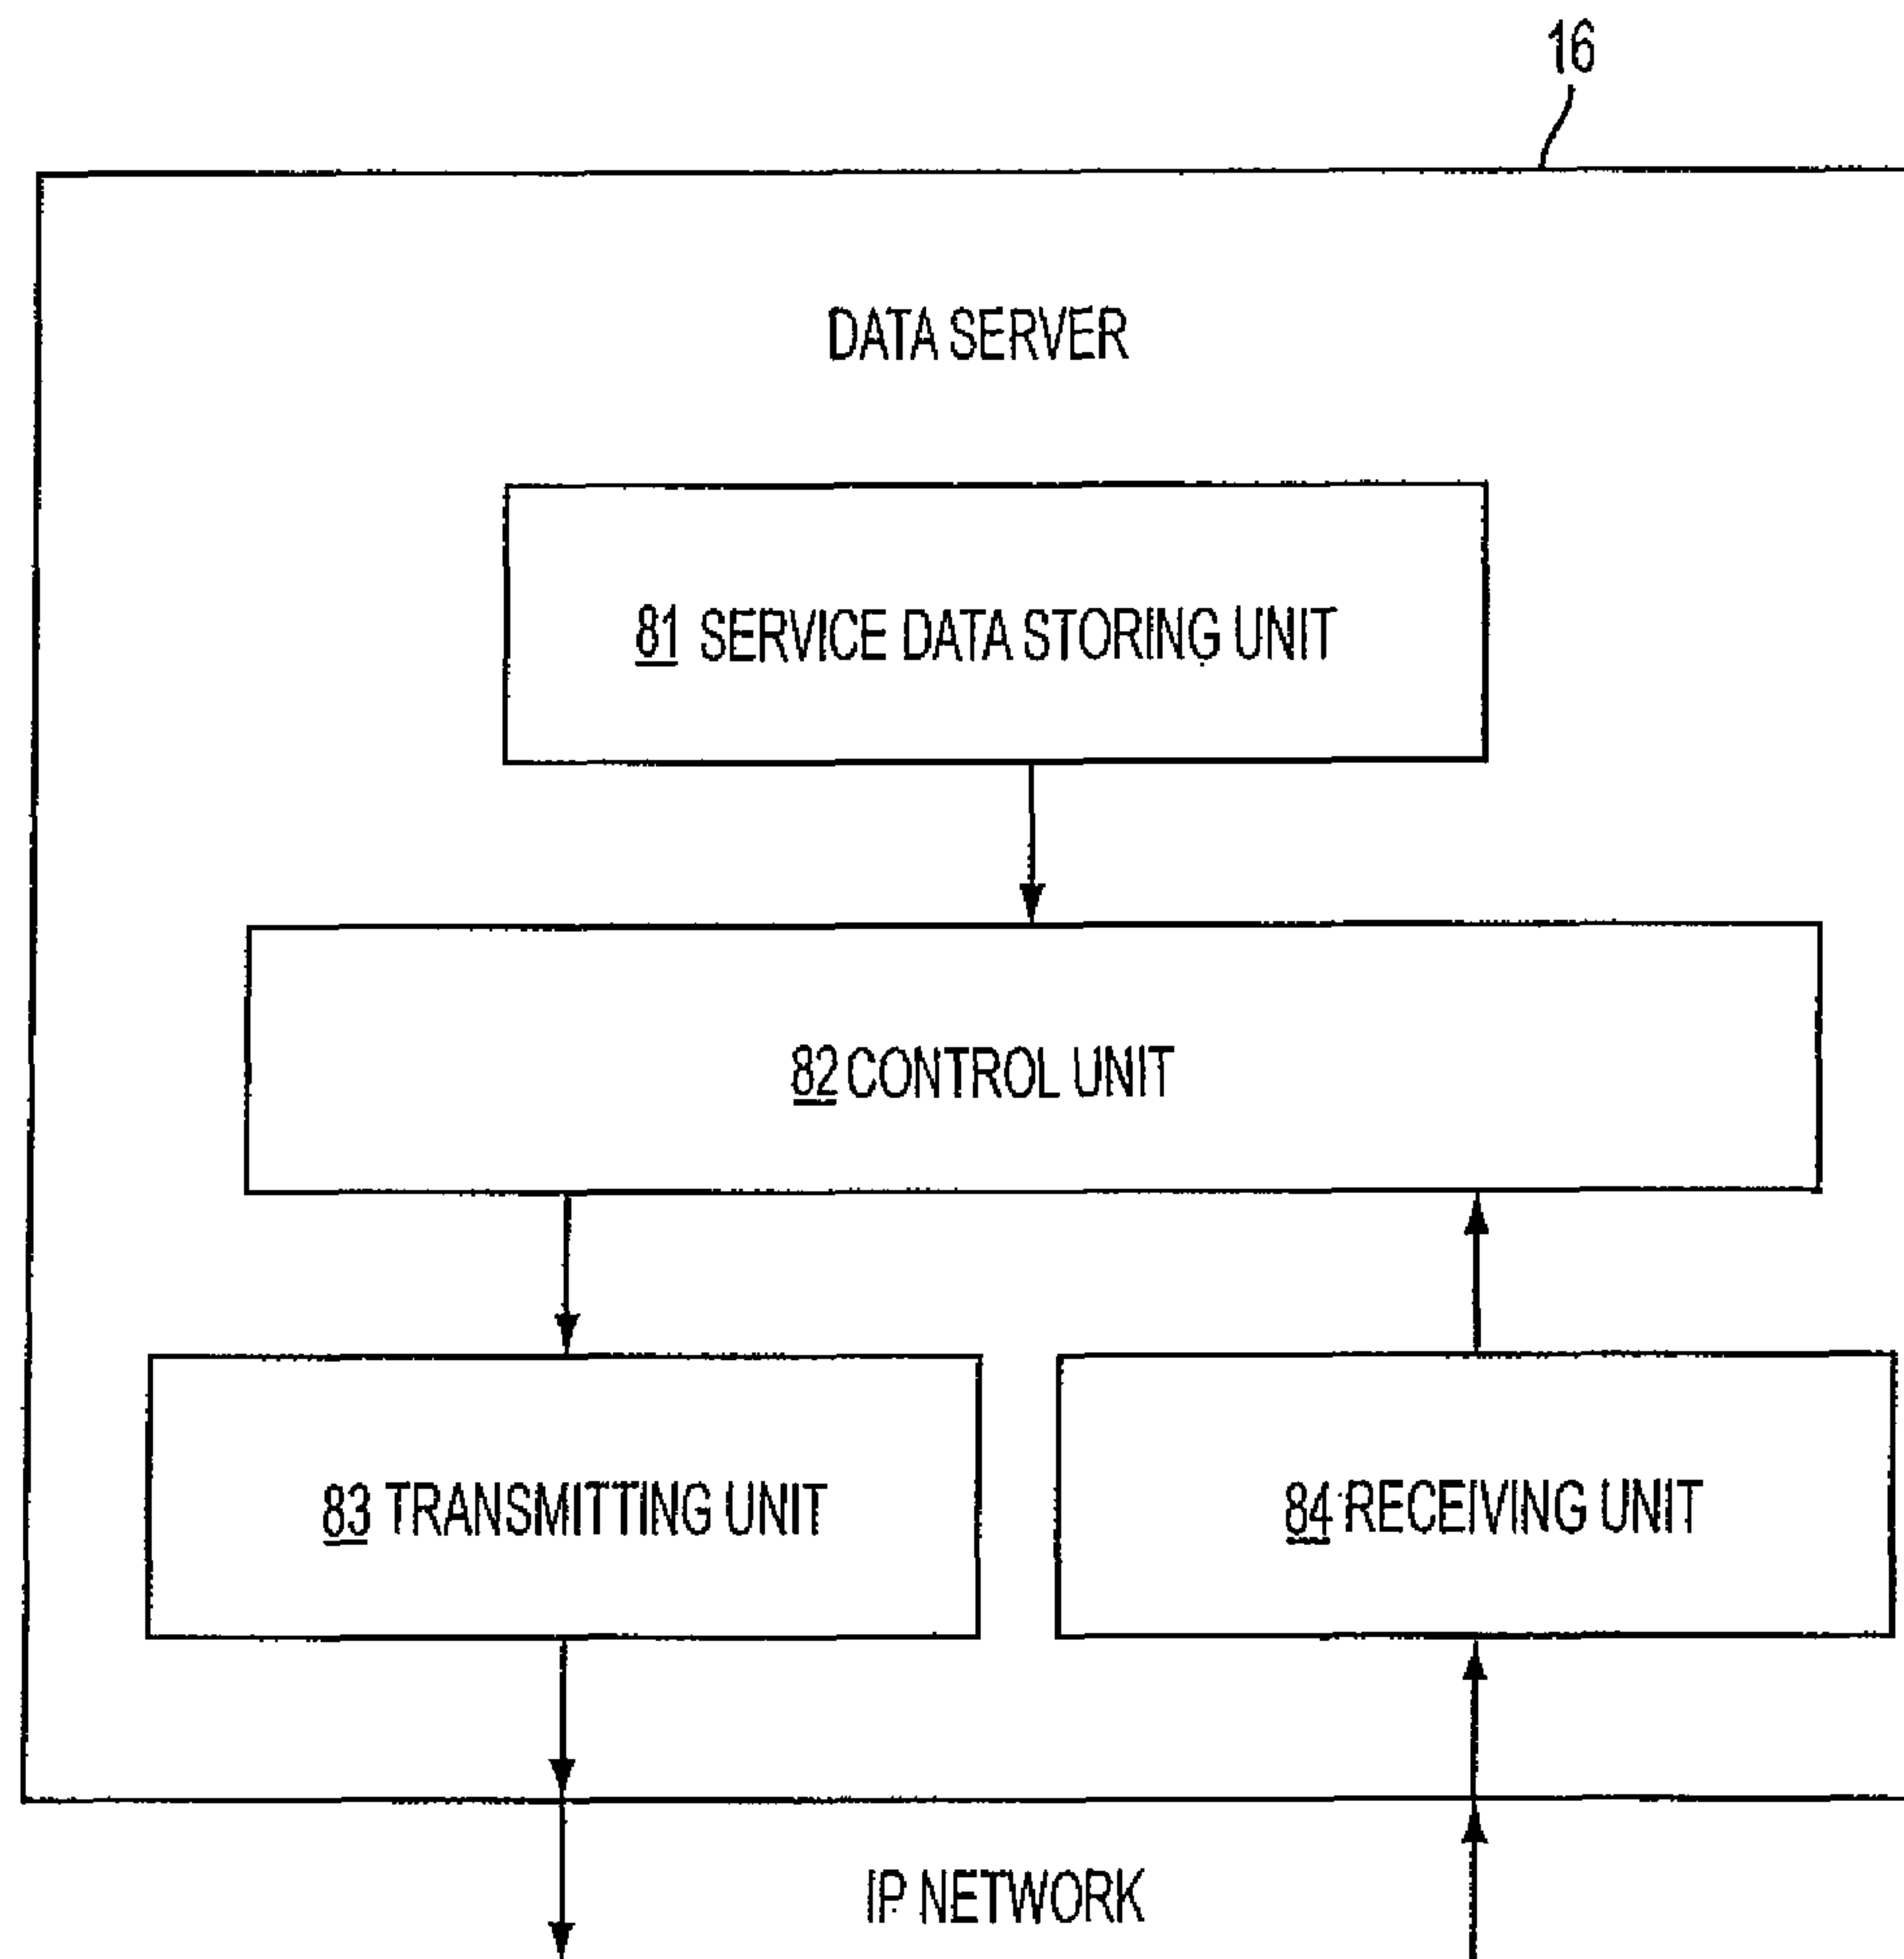 16
DATA SERVER
81 SERVICE DATA STORING UNIT
82 CONTROL UNIT
83 TRANSMITTING UNIT
84 RECEIVING UNIT
IP NETWORK